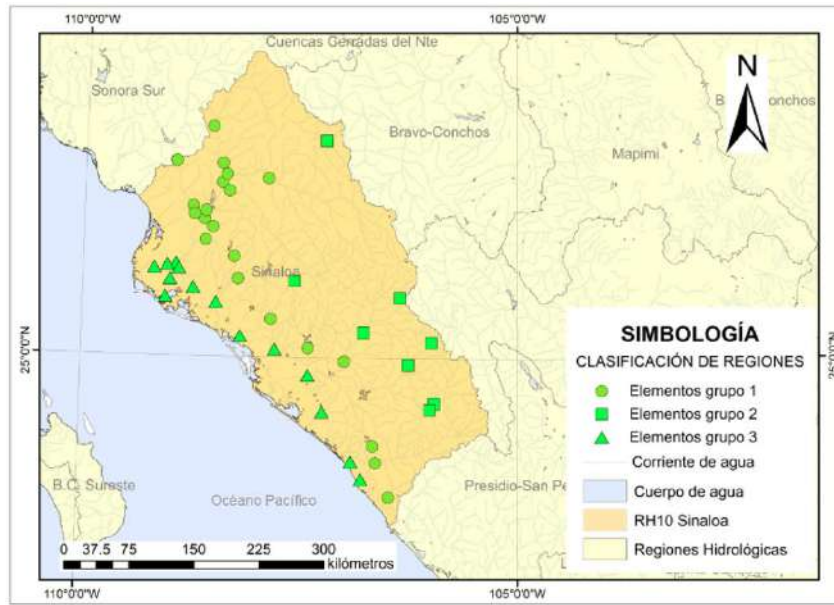 110°0'0"W 105°0'0"W
Cuencas Cerradas del Nte
Sonora Sur
N
Bravo-Conchos
Mapimi
Sinaloa
25°0'0"N
SIMBOLOGÍA
CLASIFICACIÓN DE REGIONES
Elementos grupo 1
Elementos grupo 2
Elementos grupo 3
Corriente de agua
Cuerpo de agua
RH10 Sinaloa
Regiones Hidrológicas
B.C. Sureste
Océano Pacífico
Presidio-San Pe
0 37.5 75 150 225 300
kilómetros
110°0'0"W 105°0'0"W